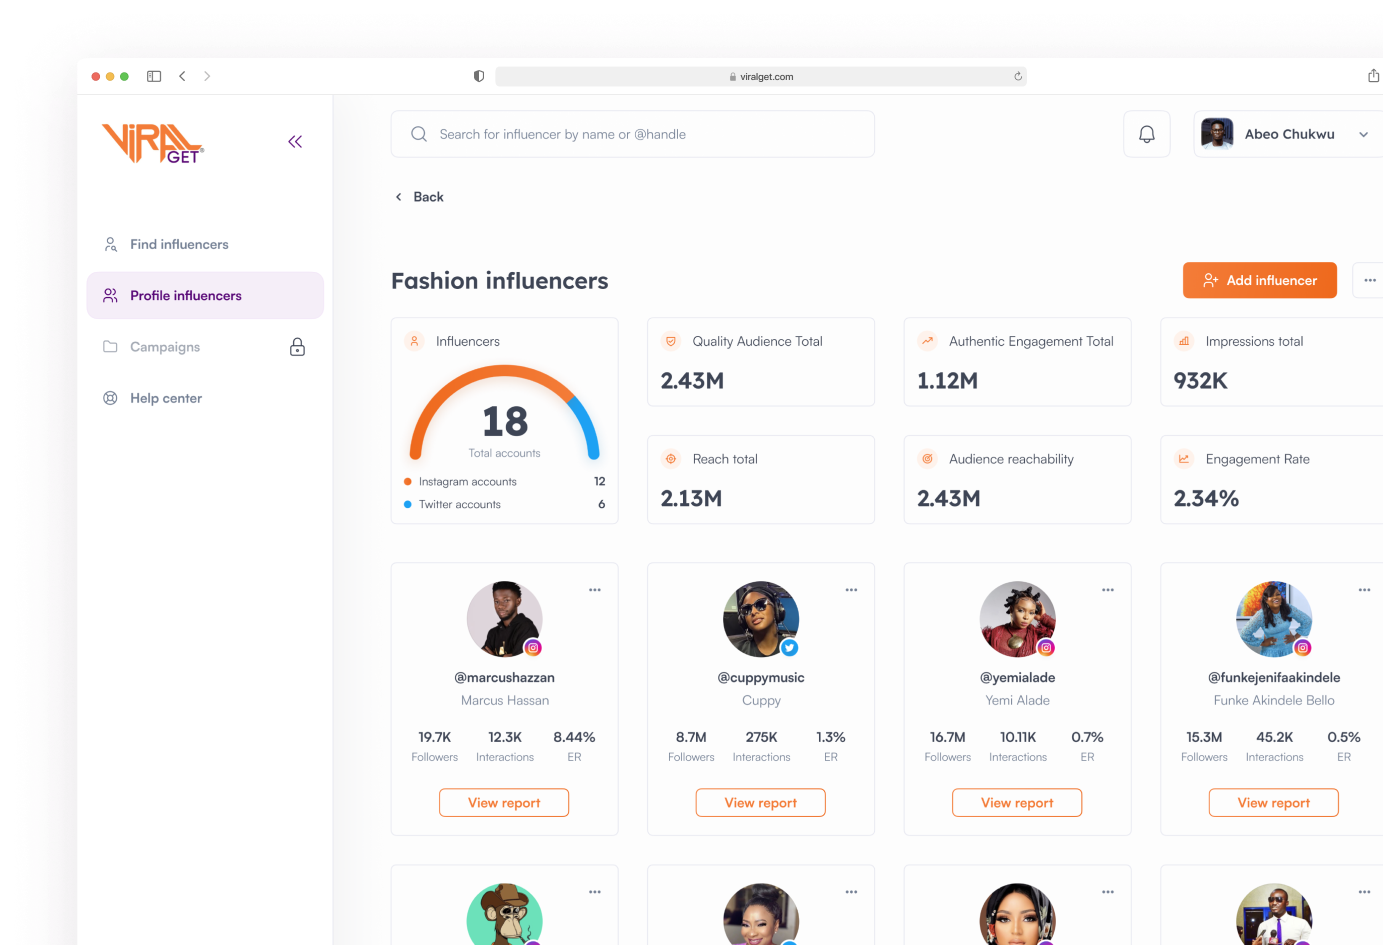 viralget.com
VIRAL
GET
Search for influencer by name or @handle
Abeo Chukwu
Back
Find influencers
Profile influencers
Campaigns
Help center
Fashion influencers
Add influencer
Influencers
18
Total accounts
Instagram accounts 12
Twitter accounts 6
Quality Audience Total
2.43M
Authentic Engagement Total
1.12M
Impressions total
932K
Reach total
2.13M
Audience reachability
2.43M
Engagement Rate
2.34%
@marcushazzan
Marcus Hassan
19.7K 12.3K 8.44%
Followers Interactions ER
View report
@cuppymusic
Cuppy
8.7M 275K 1.3%
Followers Interactions ER
View report
@yemialade
Yemi Alade
16.7M 10.11K 0.7%
Followers Interactions ER
View report
@funkejenifaakindele
Funke Akindele Bello
15.3M 45.2K 0.5%
Followers Interactions ER
View report